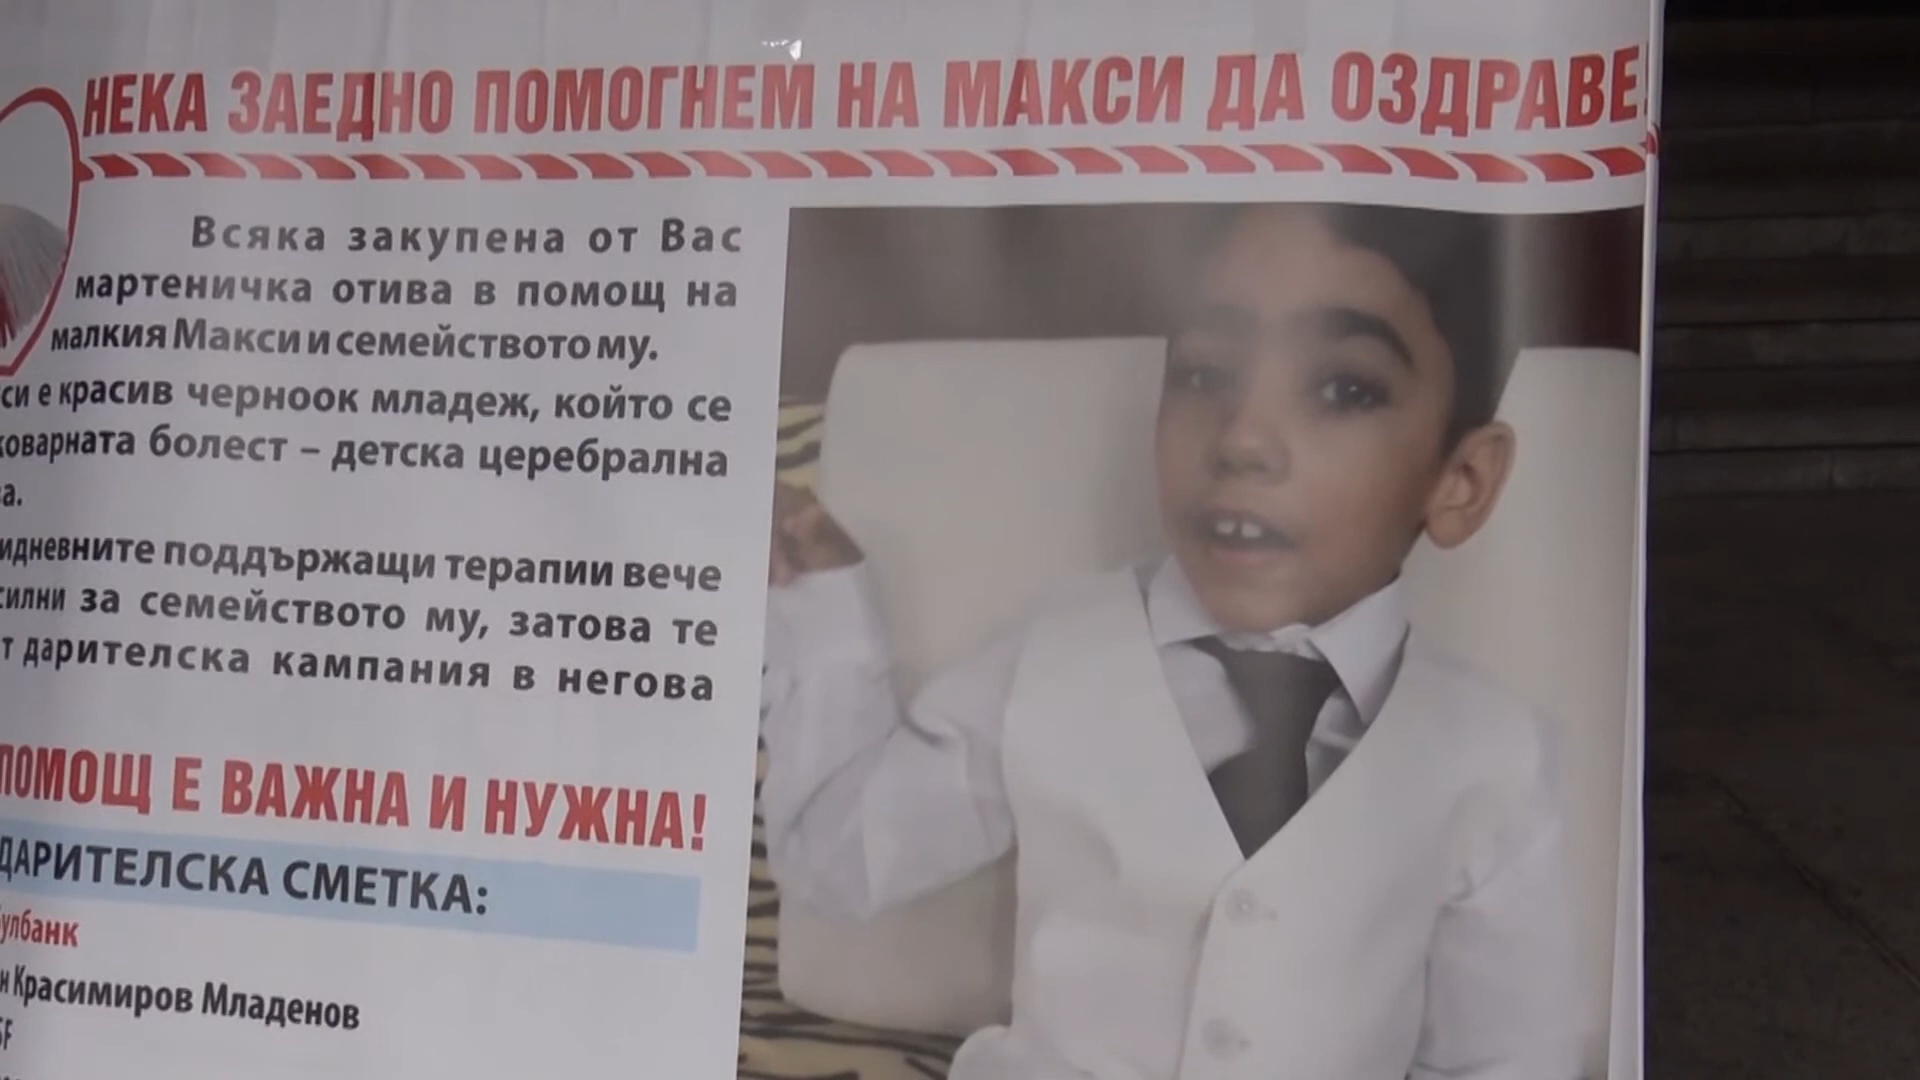 НЕКА ЗАЕДНО ПОМОГНЕМ НА МАКСИ ДА ОЗДРАВЕ!
Всяка закупена от Вас
мартеничка отива в помощ на
малкия Макси и семейството му.
си е красив черноок младеж, който се
коварната болест – детска церебрална
а.
идневните поддържащи терапии вече
силни за семейството му, затова те
т дарителска кампания в негова
ПОМОЩ Е ВАЖНА И НУЖНА!
ДАРИТЕЛСКА СМЕТКА:
улбанк
н Красимиров Младенов